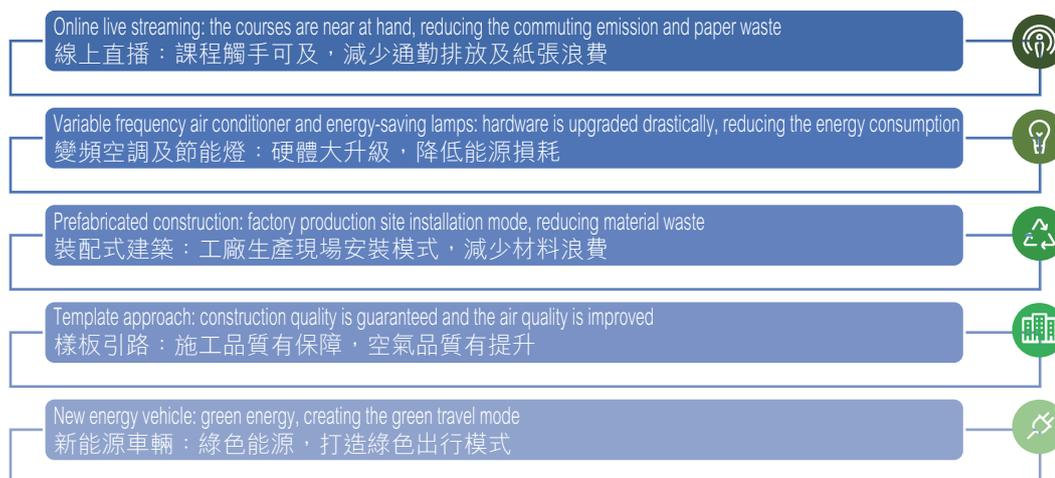 Online live streaming: the courses are near at hand, reducing the commuting emission and paper waste
線上直播：課程觸手可及，減少通勤排放及紙張浪費
Variable frequency air conditioner and energy-saving lamps: hardware is upgraded drastically, reducing the energy consumption
變頻空調及節能燈：硬體大升級，降低能源損耗
Prefabricated construction: factory production site installation mode, reducing material waste
裝配式建築：工廠生產現場安裝模式，減少材料浪費
Template approach: construction quality is guaranteed and the air quality is improved
樣板引路：施工品質有保障，空氣品質有提升
New energy vehicle: green energy, creating the green travel mode
新能源車輛：綠色能源，打造綠色出行模式